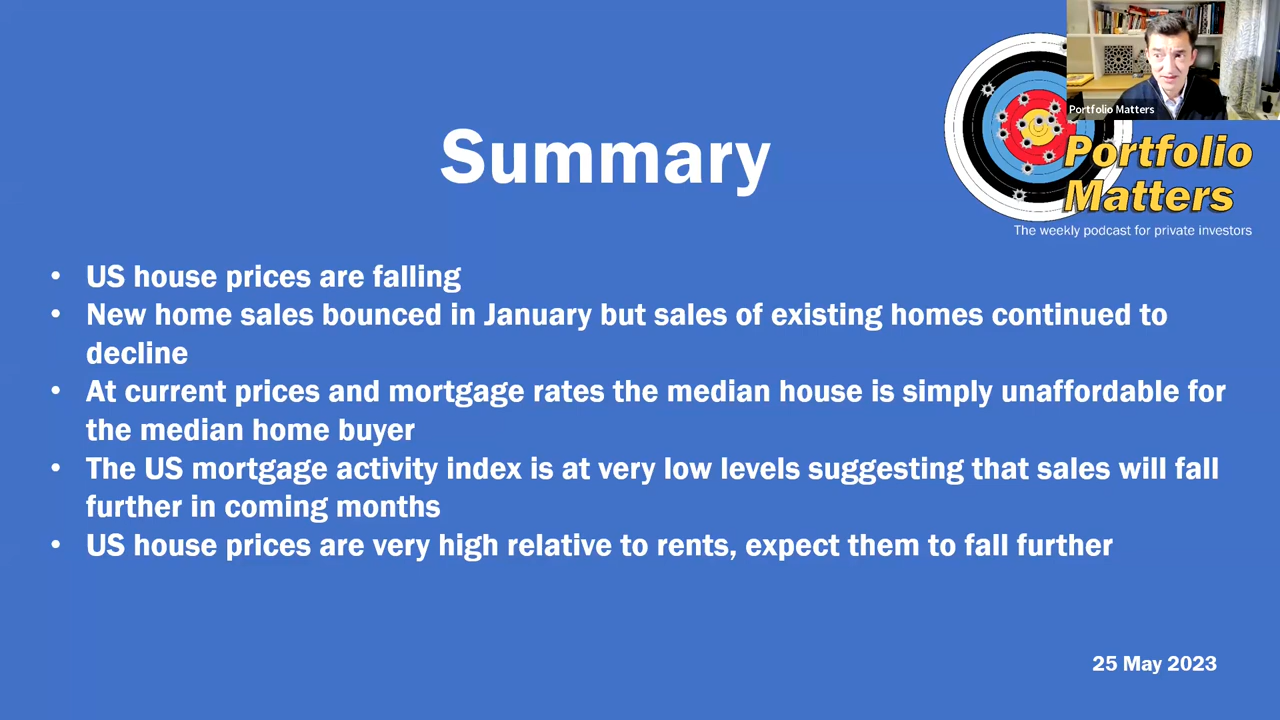 Portfolio Matters
Summary
Portfolio
Matters
The weekly podcast for private investors
• US house prices are falling
• New home sales bounced in January but sales of existing homes continued to
decline
• At current prices and mortgage rates the median house is simply unaffordable for
the median home buyer
• The US mortgage activity index is at very low levels suggesting that sales will fall
further in coming months
• US house prices are very high relative to rents, expect them to fall further
25 May 2023